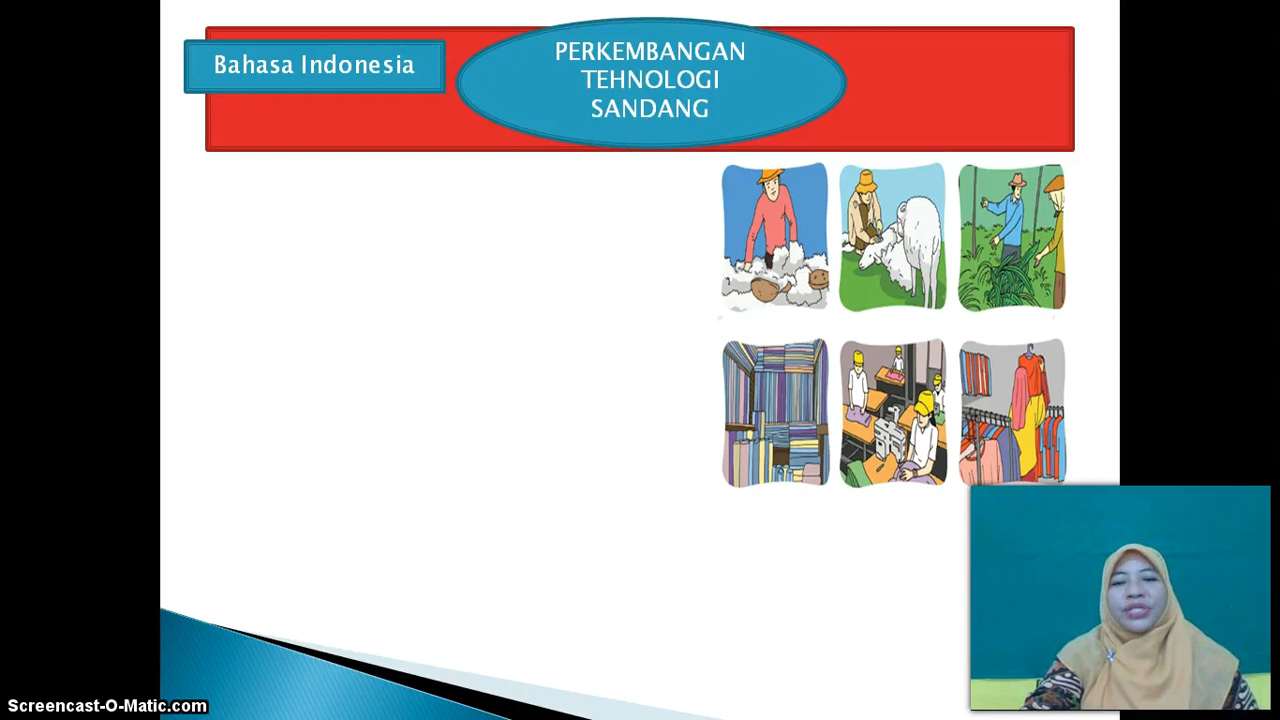 Bahasa Indonesia
PERKEMBANGAN
TEHNOLOGI
SANDANG
Screencast-O-Matic.com